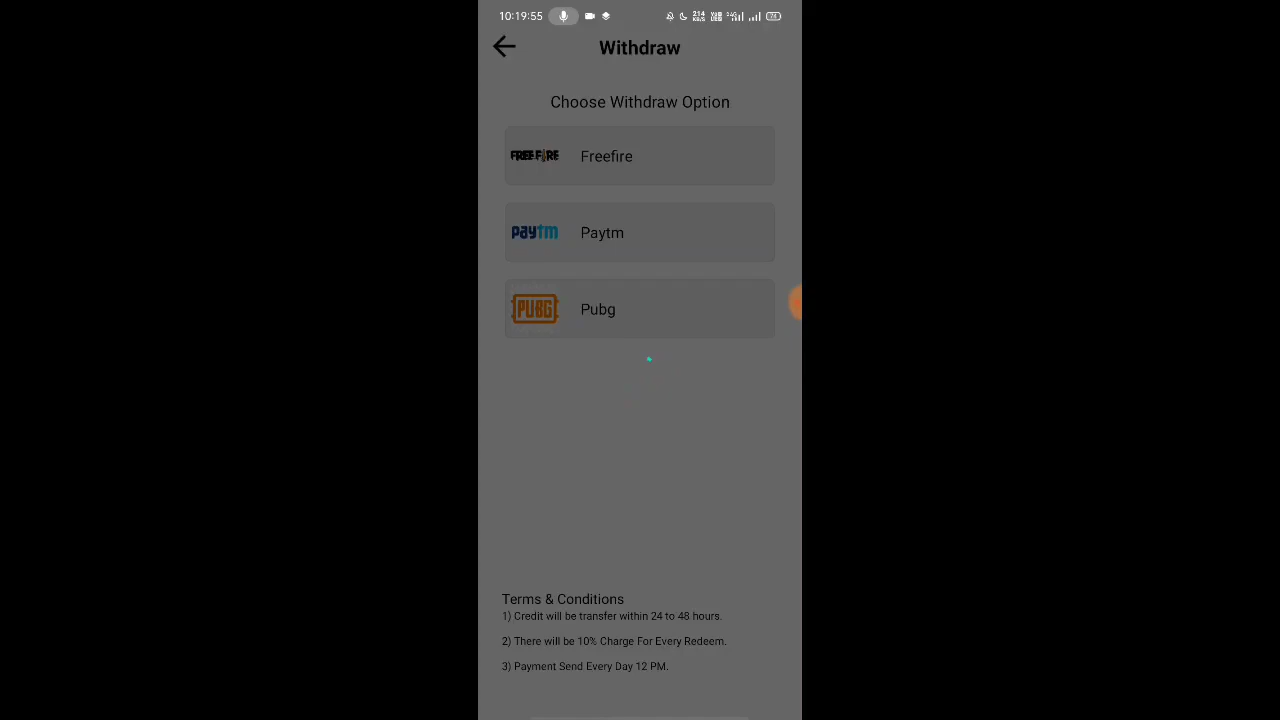 10:19:55
Withdraw
Choose Withdraw Option
FREE FIRE Freefire
paytm Paytm
PUBG Pubg
Terms & Conditions
1) Credit will be transfer within 24 to 48 hours.
2) There will be 10% Charge For Every Redeem.
3) Payment Send Every Day 12 PM.